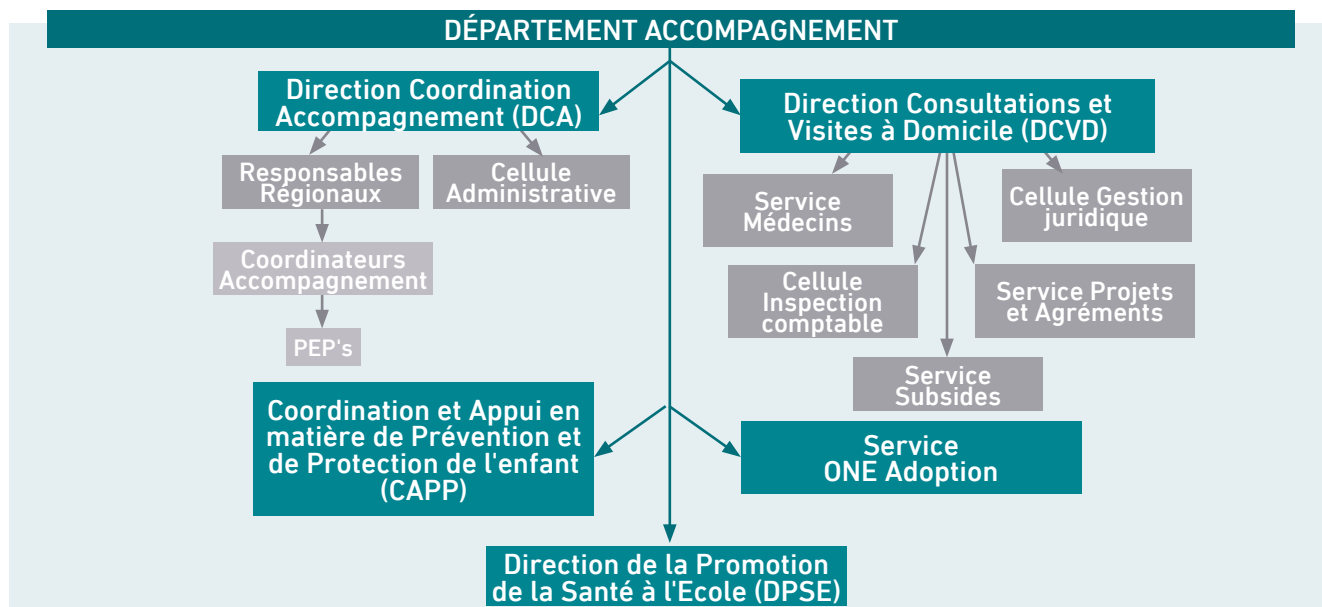 DÉPARTEMENT ACCOMPAGNEMENT
Direction Coordination
Accompagnement (DCA)
Responsables
Régionaux
Cellule
Administrative
Coordinateurs
Accompagnement
PEP's
Direction Consultations et
Visites à Domicile (DCVD)
Service
Médecins
Cellule Gestion
juridique
Cellule
Inspection
comptable
Service Projets
et Agréments
Service
Subsides
Coordination et Appui en
matière de Prévention et
de Protection de l'enfant
(CAPP)
Service
ONE Adoption
Direction de la Promotion
de la Santé à l'Ecole (DPSE)